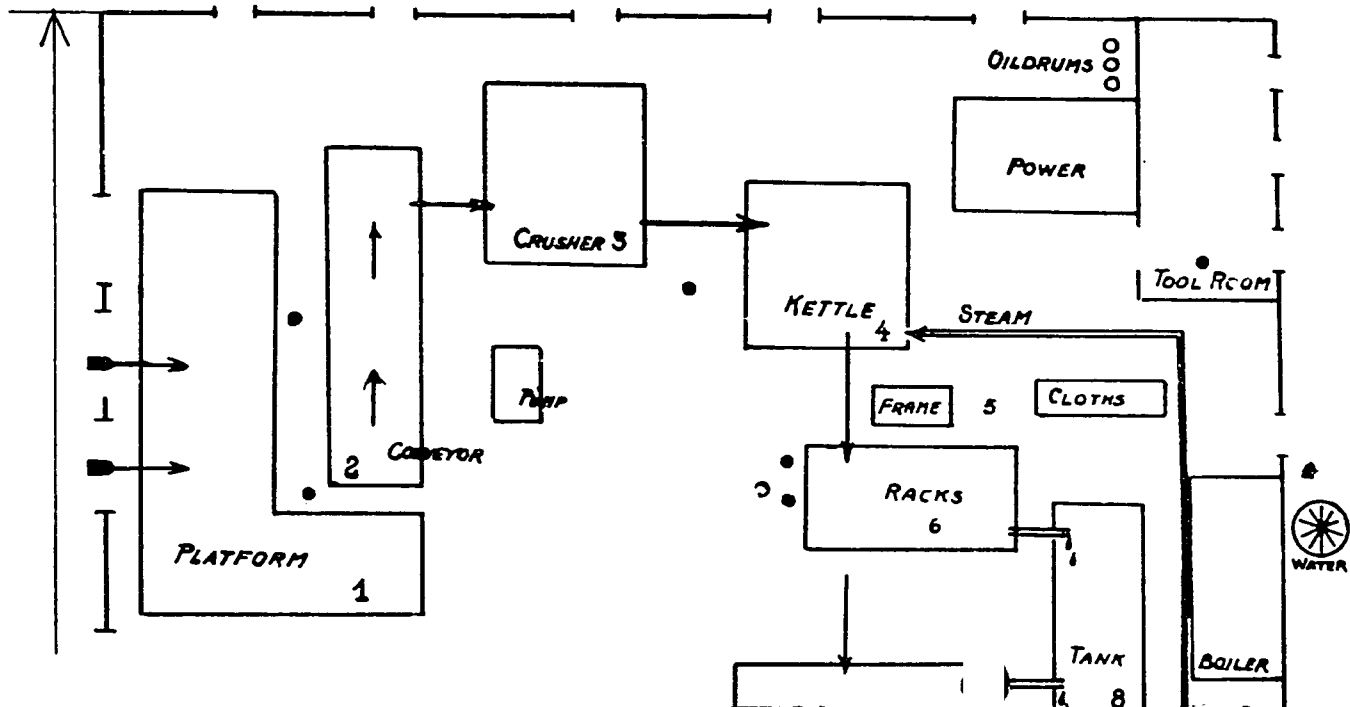 OILDRUMS
POWER
CRUSHER 3
TOOL ROOM
KETTLE
4
STEAM
PUMP
FRAME 5 CLOTHS
CONVEYOR
2
RACKS
6
WATER
PLATFORM
1
TANK
8
BOILER